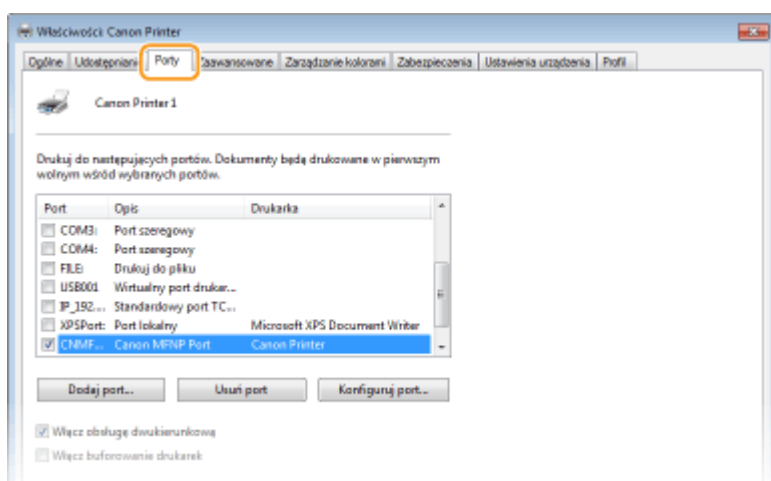 Właściwości: Canon Printer
Ogólne Udostępnianie Porty Zaawansowane Zarządzanie kolorami Zabezpieczenia Ustawienia urządzenia Profil
Canon Printer 1
Drukuj do następujących portów. Dokumenty będą drukowane w pierwszym
wolnym wśród wybranych portów.
Port Opis Drukarka
COM3: Port szeregowy
COM4: Port szeregowy
FILE: Drukuj do pliku
USB001 Wirtualny port drukar...
IP_192.... Standardowy port TC...
XPSPort: Port lokalny Microsoft XPS Document Writer
CNMF... Canon MFNP Port Canon Printer
Dodaj port... Usuń port Konfiguruj port...
Włącz obsługę dwukierunkową
Włącz buforowanie drukarek